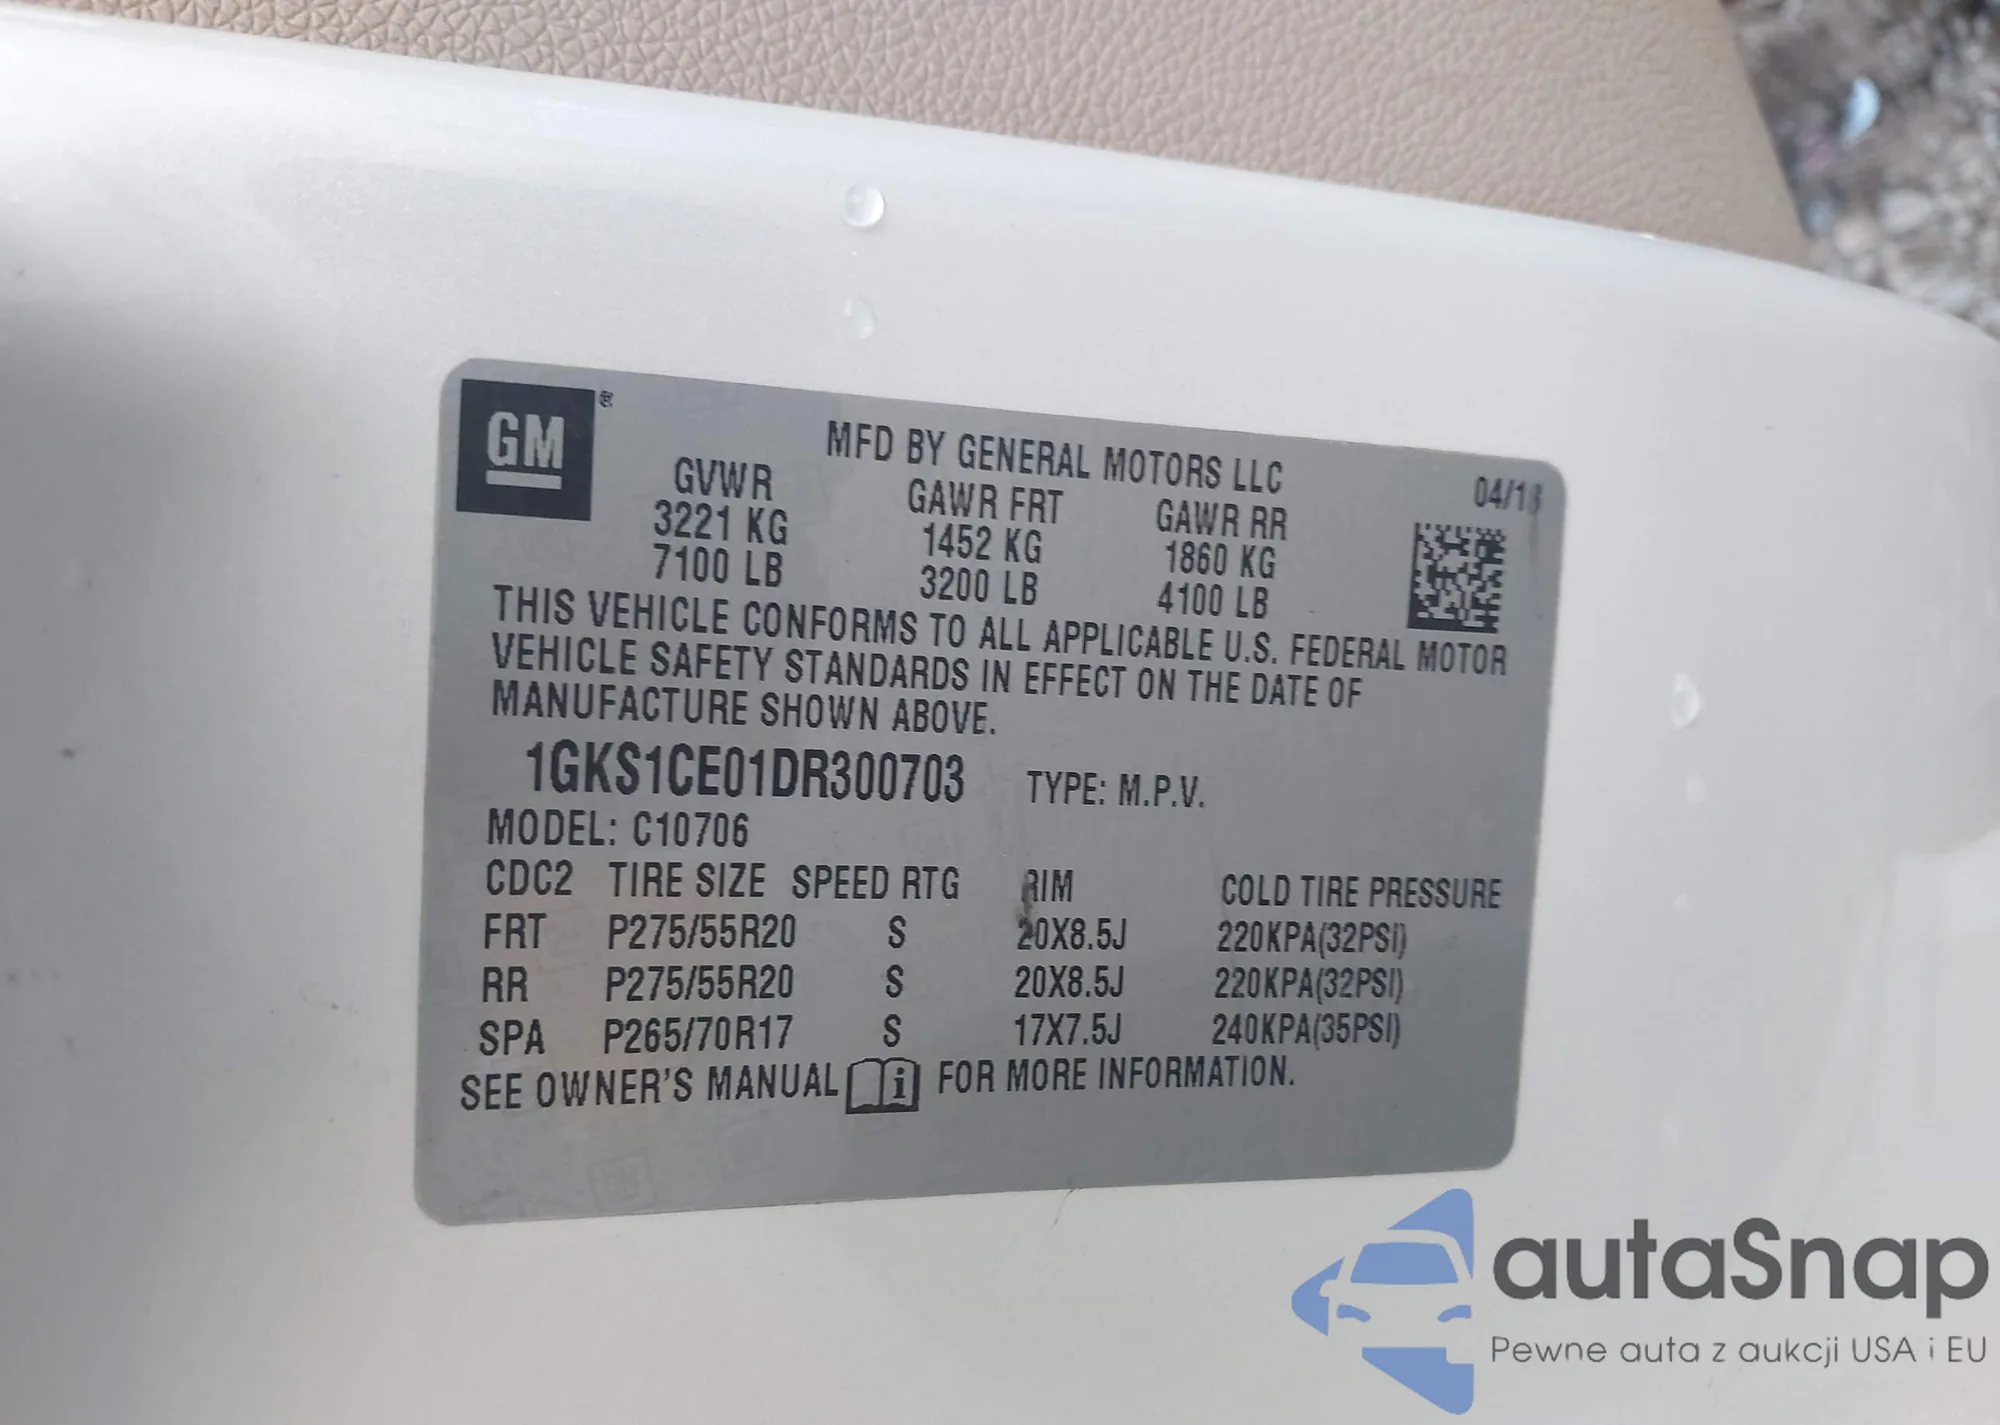 GM
MFD BY GENERAL MOTORS LLC
GVWR GAWR FRT GAWR RR
3221 KG 1452 KG 1860 KG
7100 LB 3200 LB 4100 LB
THIS VEHICLE CONFORMS TO ALL APPLICABLE U.S. FEDERAL MOTOR
VEHICLE SAFETY STANDARDS IN EFFECT ON THE DATE OF
MANUFACTURE SHOWN ABOVE.
1GKS1CE01DR300703 TYPE: M.P.V.
MODEL: C10706
CDC2 TIRE SIZE SPEED RTG RIM COLD TIRE PRESSURE
FRT P275/55R20 S 20X8.5J 220KPA(32PSI)
RR P275/55R20 S 20X8.5J 220KPA(32PSI)
SPA P265/70R17 S 17X7.5J 240KPA(35PSI)
SEE OWNER'S MANUAL i FOR MORE INFORMATION.
autaSnap
Pewne auta z aukcji USA i EU